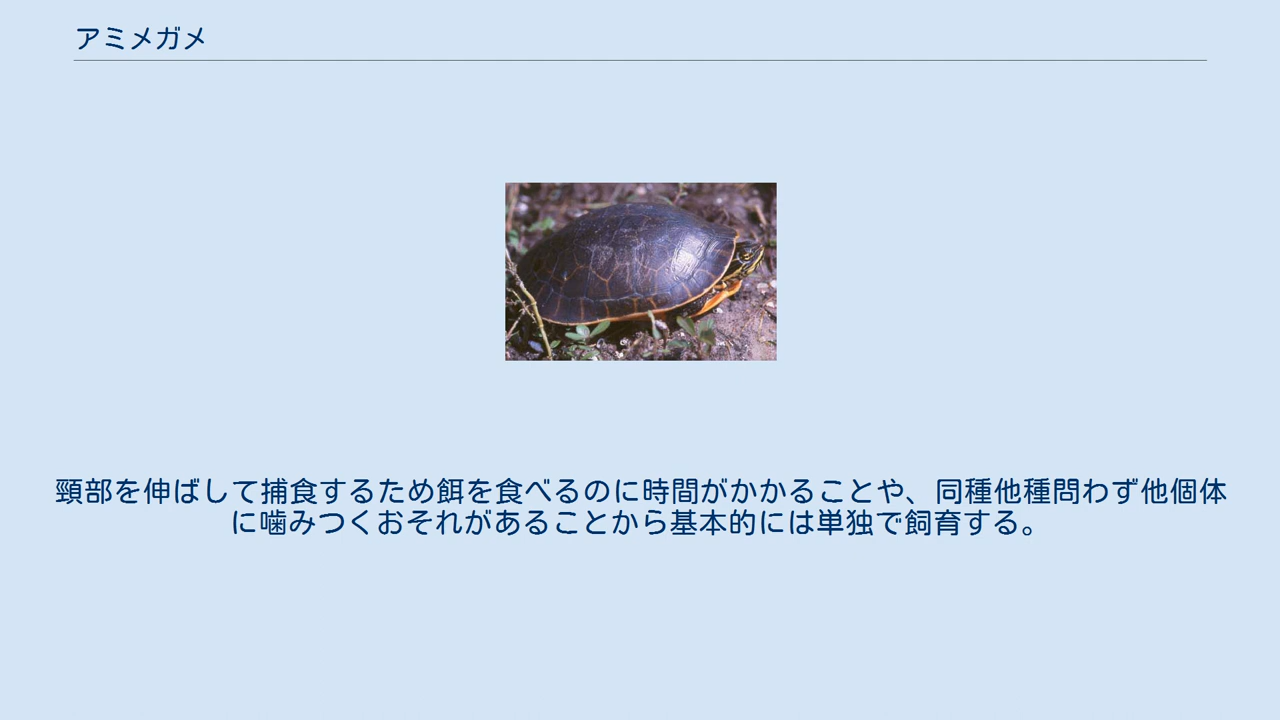 アミメガメ
頸部を伸ばして捕食するため餌を食べるのに時間がかかることや、同種他種問わず他個体
に噛みつくおそれがあることから基本的には単独で飼育する。